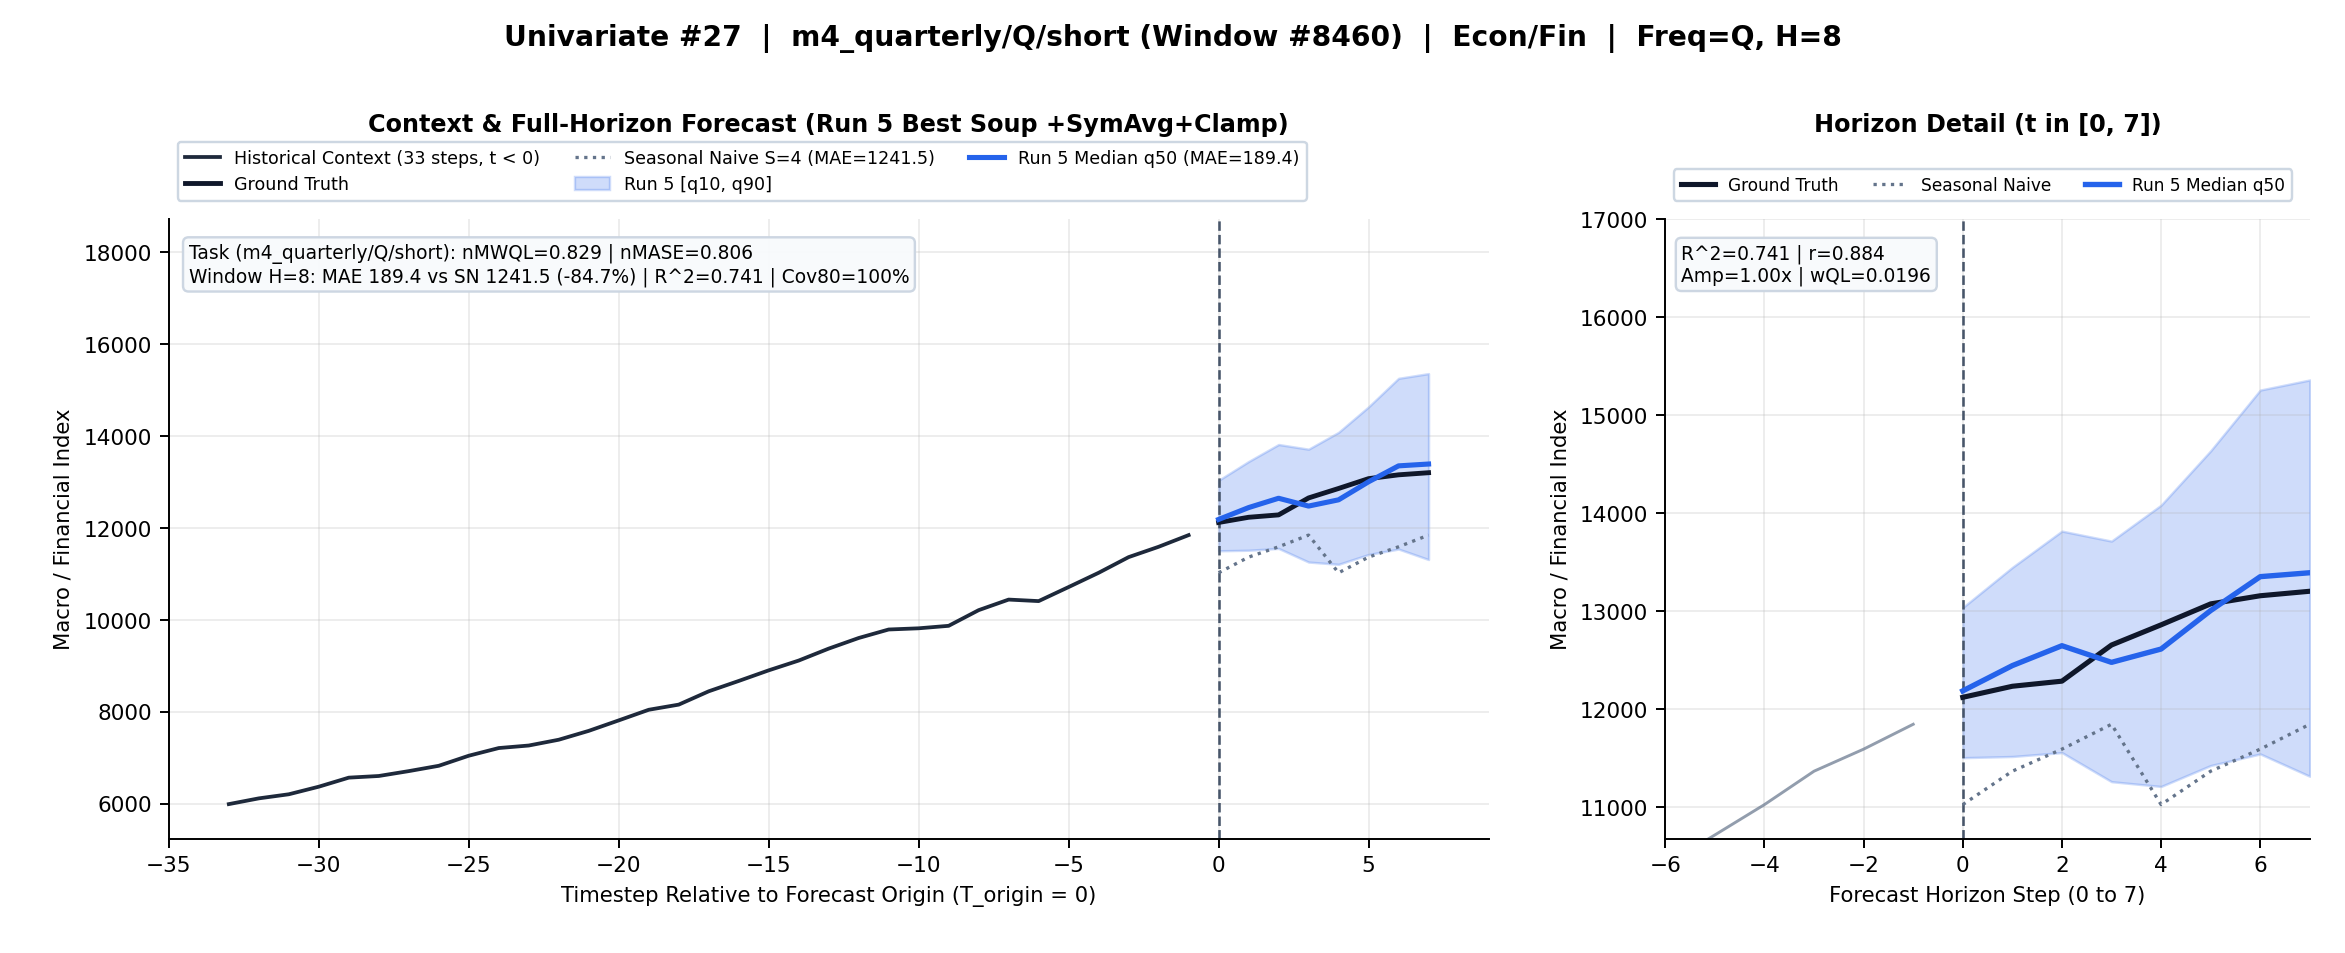 Univariate #27 | m4_quarterly/Q/short (Window #8460) | Econ/Fin | Freq=Q, H=8
Context & Full-Horizon Forecast (Run 5 Best Soup +SymAvg+Clamp)
Historical Context (33 steps, t < 0)
Ground Truth
Seasonal Naive S=4 (MAE=1241.5)
Run 5 [q10, q90]
Run 5 Median q50 (MAE=189.4)
Task (m4_quarterly/Q/short): nMWQL=0.829 | nMASE=0.806
Window H=8: MAE 189.4 vs SN 1241.5 (-84.7%) | R^2=0.741 | Cov80=100%
Macro / Financial Index
18000
16000
14000
12000
10000
8000
6000
−35 −30 −25 −20 −15 −10 −5 0 5
Timestep Relative to Forecast Origin (T_origin = 0)
Horizon Detail (t in [0, 7])
Ground Truth Seasonal Naive Run 5 Median q50
R^2=0.741 | r=0.884
Amp=1.00x | wQL=0.0196
Macro / Financial Index
17000
16000
15000
14000
13000
12000
11000
−6 −4 −2 0 2 4 6
Forecast Horizon Step (0 to 7)